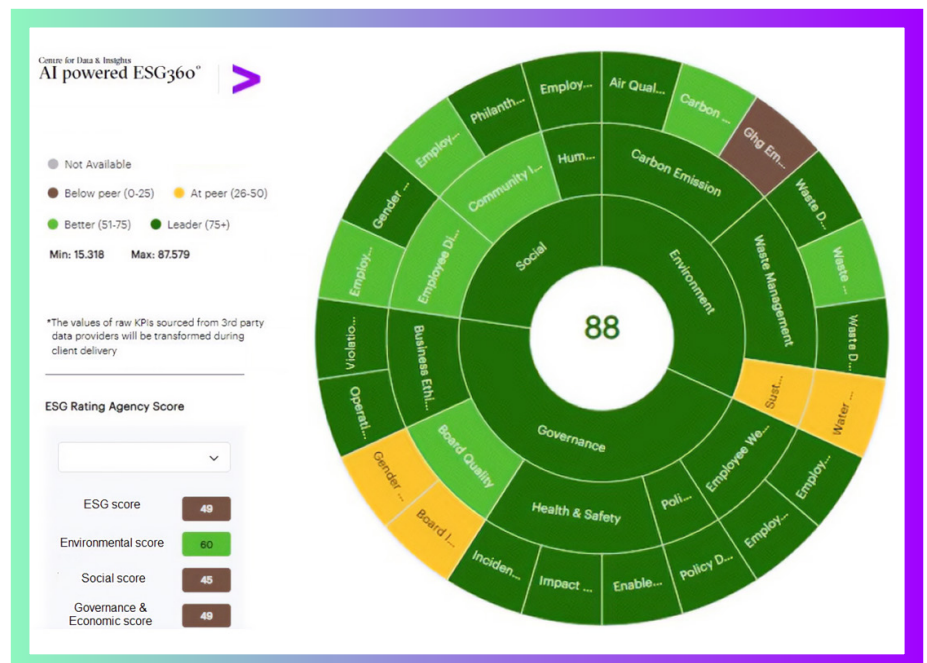 Centre for Data & Insights
AI powered ESG360°
Not Available
Below peer (0-25)
At peer (26-50)
Better (51-75)
Leader (75+)
Min: 15.318
Max: 87.579
*The values of raw KPIs sourced from 3rd party
data providers will be transformed during
client delivery
ESG Rating Agency Score
ESG score
49
Environmental score
60
Social score
45
Governance &
Economic score
49
88
Environment
Governance
Social
Carbon Emission
Waste Management
Sust...
Employee We...
Poli...
Health & Safety
Board Quality
Business Ethi...
Employee Di...
Community I...
Hum...
Air Qual...
Carbon ...
Ghg Em...
Waste D...
Waste ...
Waste D...
Water ...
Employ...
Employ...
Policy D...
Enable...
Impact ...
Inciden...
Board I...
Gender ...
Operati...
Violatio...
Employ...
Gender ...
Employ...
Philanth...
Employ...